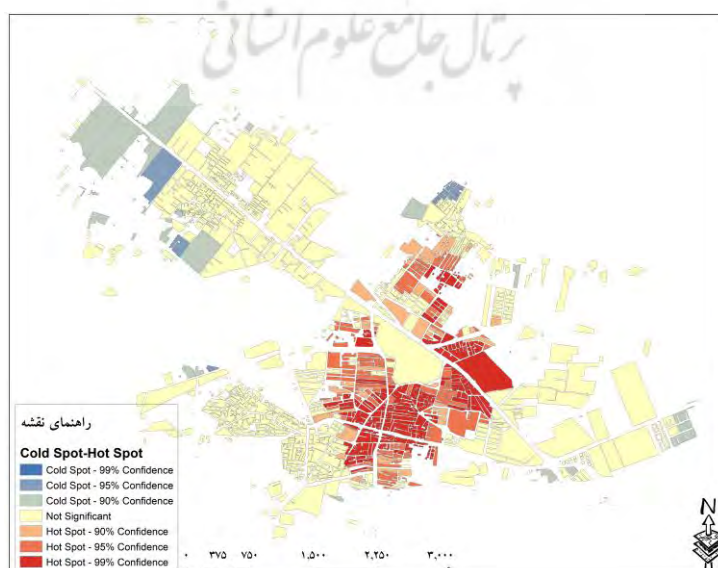 پرتال جامع علوم انسانی
راهنمای نقشه
Cold Spot-Hot Spot
Cold Spot - 99% Confidence
Cold Spot - 95% Confidence
Cold Spot - 90% Confidence
Not Significant
Hot Spot - 90% Confidence
Hot Spot - 95% Confidence
Hot Spot - 99% Confidence
۰ ۳۷۵ ۷۵۰ ۱,۵۰۰ ۲,۲۵۰ ۳,۰۰۰
N